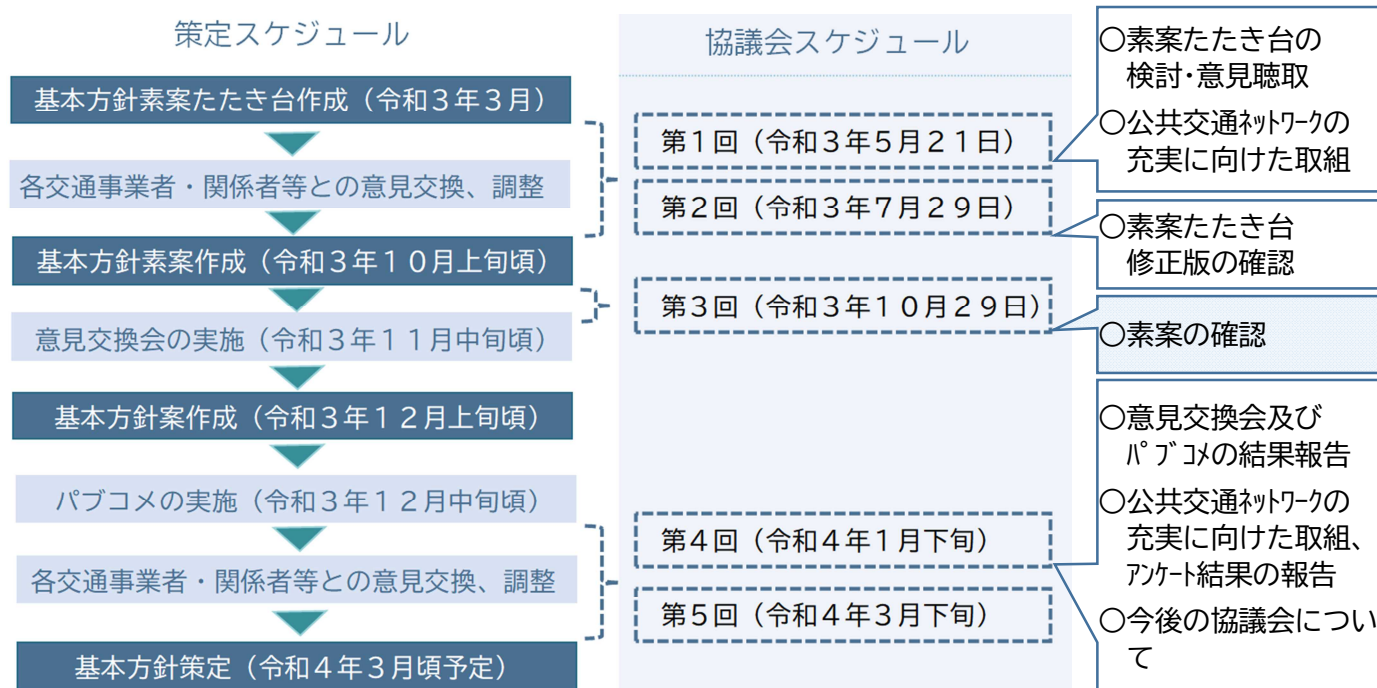 策定スケジュール
基本方針素案たたき台作成（令和３年３月）
各交通事業者・関係者等との意見交換、調整
基本方針素案作成（令和３年１０月上旬頃）
意見交換会の実施（令和３年１１月中旬頃）
基本方針案作成（令和３年１２月上旬頃）
パブコメの実施（令和３年１２月中旬頃）
各交通事業者・関係者等との意見交換、調整
基本方針策定（令和４年３月頃予定）
協議会スケジュール
第１回（令和３年５月２１日）
第２回（令和３年７月２９日）
第３回（令和３年１０月２９日）
第４回（令和４年１月下旬）
第５回（令和４年３月下旬）
〇素案たたき台の
検討・意見聴取
〇公共交通ﾈｯﾄﾜｰｸの
充実に向けた取組
〇素案たたき台
修正版の確認
〇素案の確認
〇意見交換会及び
ﾊﾟﾌﾞｺﾒの結果報告
〇公共交通ﾈｯﾄﾜｰｸの
充実に向けた取組、
ｱﾝｹｰﾄ結果の報告
〇今後の協議会につい
て